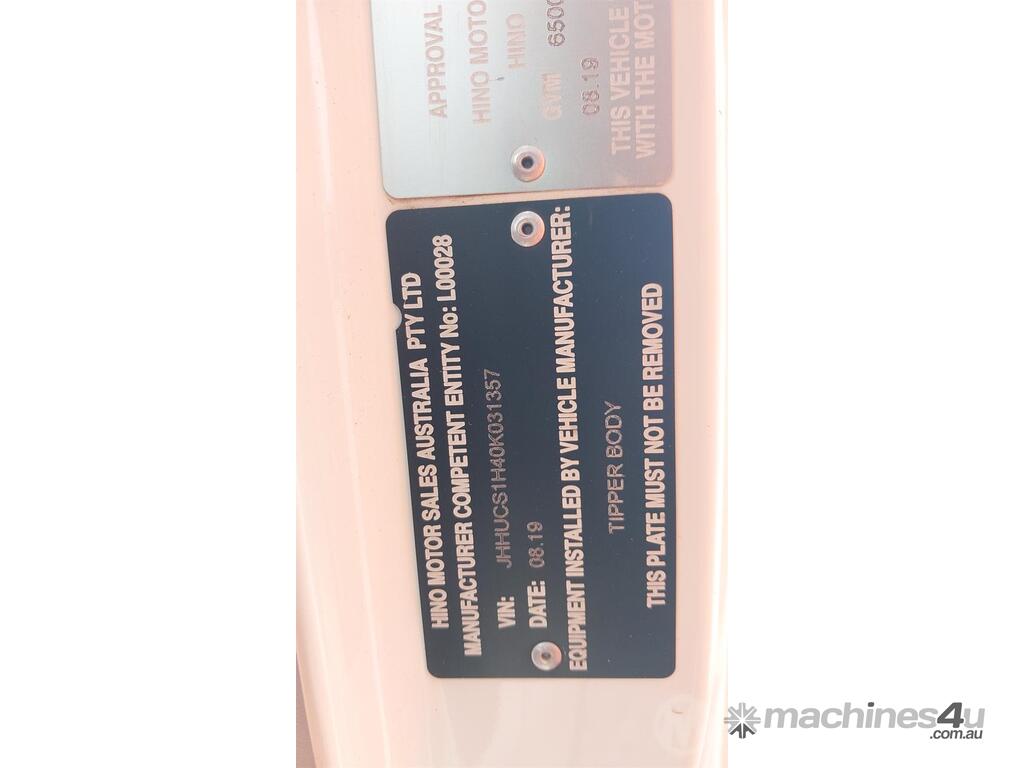 APPROVAL
HINO MOTO
HINO
GVM 650
08.19
THIS VEHICLE
WITH THE MOT
HINO MOTOR SALES AUSTRALIA PTY LTD
MANUFACTURER COMPETENT ENTITY No: L00028
VIN: JHHUCS1H40K031357
DATE: 08.19
EQUIPMENT INSTALLED BY VEHICLE MANUFACTURER:
TIPPER BODY
THIS PLATE MUST NOT BE REMOVED
machines4u
.com.au